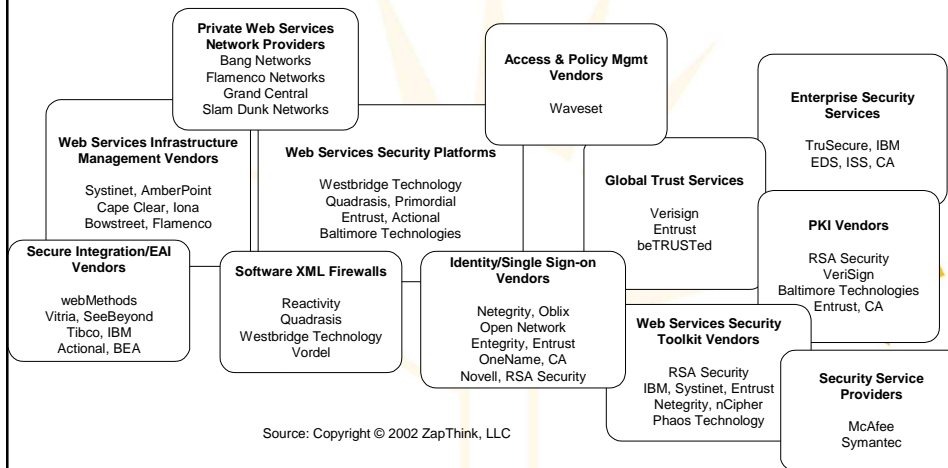 Private Web Services
Network Providers
Bang Networks
Flamenco Networks
Grand Central
Slam Dunk Networks
Access & Policy Mgmt
Vendors
Waveset
Enterprise Security
Services
TruSecure, IBM
EDS, ISS, CA
Web Services Infrastructure
Management Vendors
Systinet, AmberPoint
Cape Clear, Iona
Bowstreet, Flamenco
Web Services Security Platforms
Westbridge Technology
Quadrasis, Primordial
Entrust, Actional
Baltimore Technologies
Global Trust Services
Verisign
Entrust
beTRUSTed
PKI Vendors
RSA Security
VeriSign
Baltimore Technologies
Entrust, CA
Secure Integration/EAI
Vendors
webMethods
Vitria, SeeBeyond
Tibco, IBM
Actional, BEA
Software XML Firewalls
Reactivity
Quadrasis
Westbridge Technology
Vordel
Identity/Single Sign-on
Vendors
Netegrity, Oblix
Open Network
Entegrity, Entrust
OneName, CA
Novell, RSA Security
Web Services Security
Toolkit Vendors
RSA Security
IBM, Systinet, Entrust
Netegrity, nCipher
Phaos Technology
Security Service
Providers
McAfee
Symantec
Source: Copyright © 2002 ZapThink, LLC